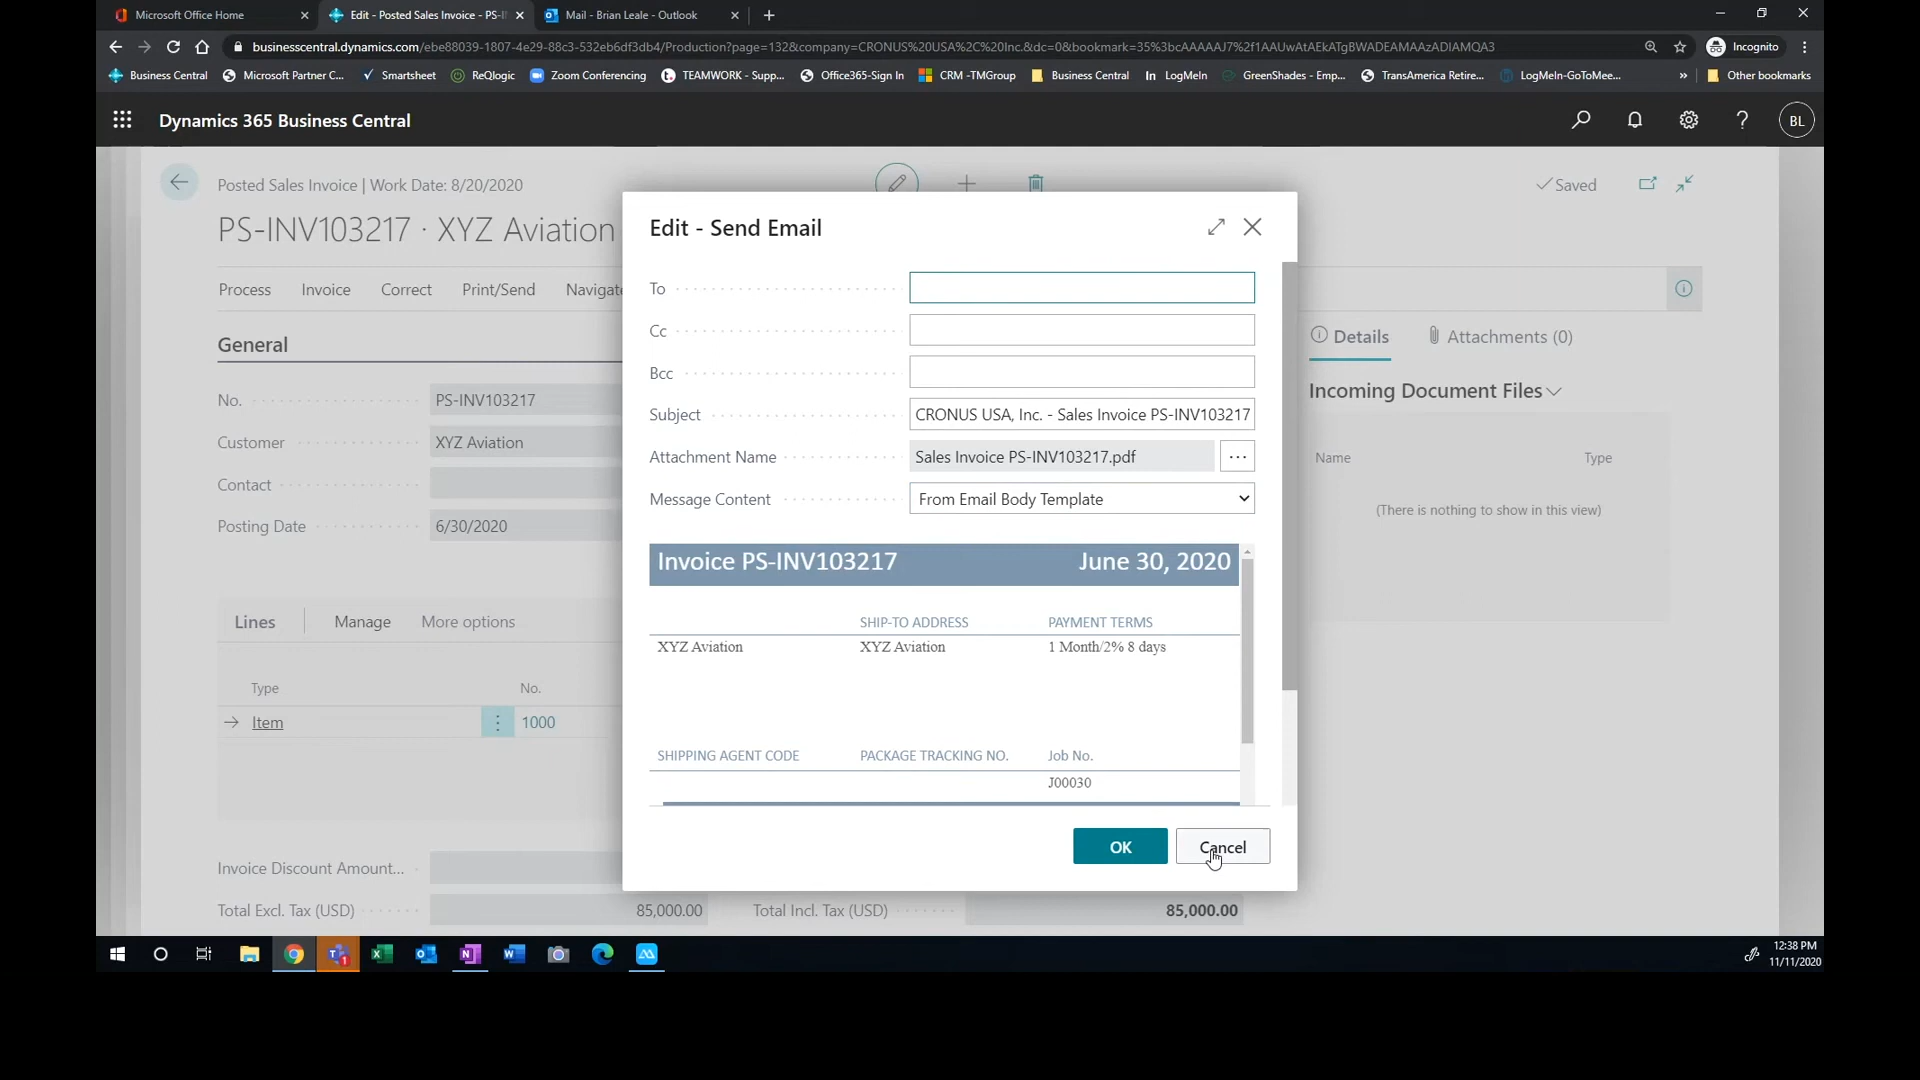 Microsoft Office Home
Edit - Posted Sales Invoice - PS-I
Mail - Brian Leale - Outlook
businesscentral.dynamics.com/ebe88039-1807-4e29-88c3-532eb6df3db4/Production?page=132&company=CRONUS%20USA%2C%20Inc.&dc=0&bookmark=35%3bcAAAAAJ7%2f1AAUwAtAEkATgBWADEAMAAzADIAMQA3
Incognito
Business Central
Microsoft Partner C...
Smartsheet
ReQlogic
Zoom Conferencing
TEAMWORK - Supp...
Office365-Sign In
CRM -TMGroup
Business Central
LogMeIn
GreenShades - Emp...
TransAmerica Retire...
LogMeIn-GoToMee...
Other bookmarks
Dynamics 365 Business Central
BL
Posted Sales Invoice | Work Date: 8/20/2020
Saved
PS-INV103217 · XYZ Aviation
Process
Invoice
Correct
Print/Send
Navigate
General
No.
PS-INV103217
Customer
XYZ Aviation
Contact
Posting Date
6/30/2020
Lines
Manage
More options
Type
No.
Item
1000
Invoice Discount Amount...
Total Excl. Tax (USD)
85,000.00
Total Incl. Tax (USD)
85,000.00
Edit - Send Email
To
Cc
Bcc
Subject
CRONUS USA, Inc. - Sales Invoice PS-INV103217
Attachment Name
Sales Invoice PS-INV103217.pdf
Message Content
From Email Body Template
Invoice PS-INV103217
June 30, 2020
SHIP-TO ADDRESS
PAYMENT TERMS
XYZ Aviation
XYZ Aviation
1 Month/2% 8 days
SHIPPING AGENT CODE
PACKAGE TRACKING NO.
Job No.
J00030
OK
Cancel
Details
Attachments (0)
Incoming Document Files
Name
Type
(There is nothing to show in this view)
12:38 PM
11/11/2020